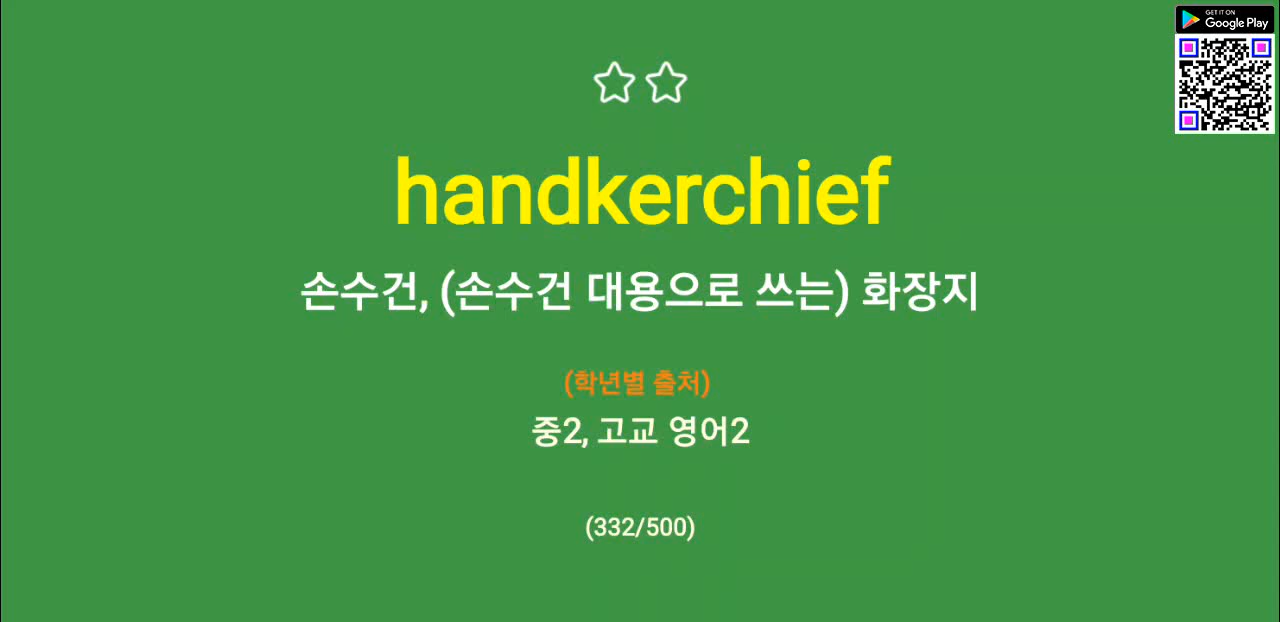 GET IT ON
Google Play
handkerchief
손수건, (손수건 대용으로 쓰는) 화장지
(학년별 출처)
중2, 고교 영어2
(332/500)